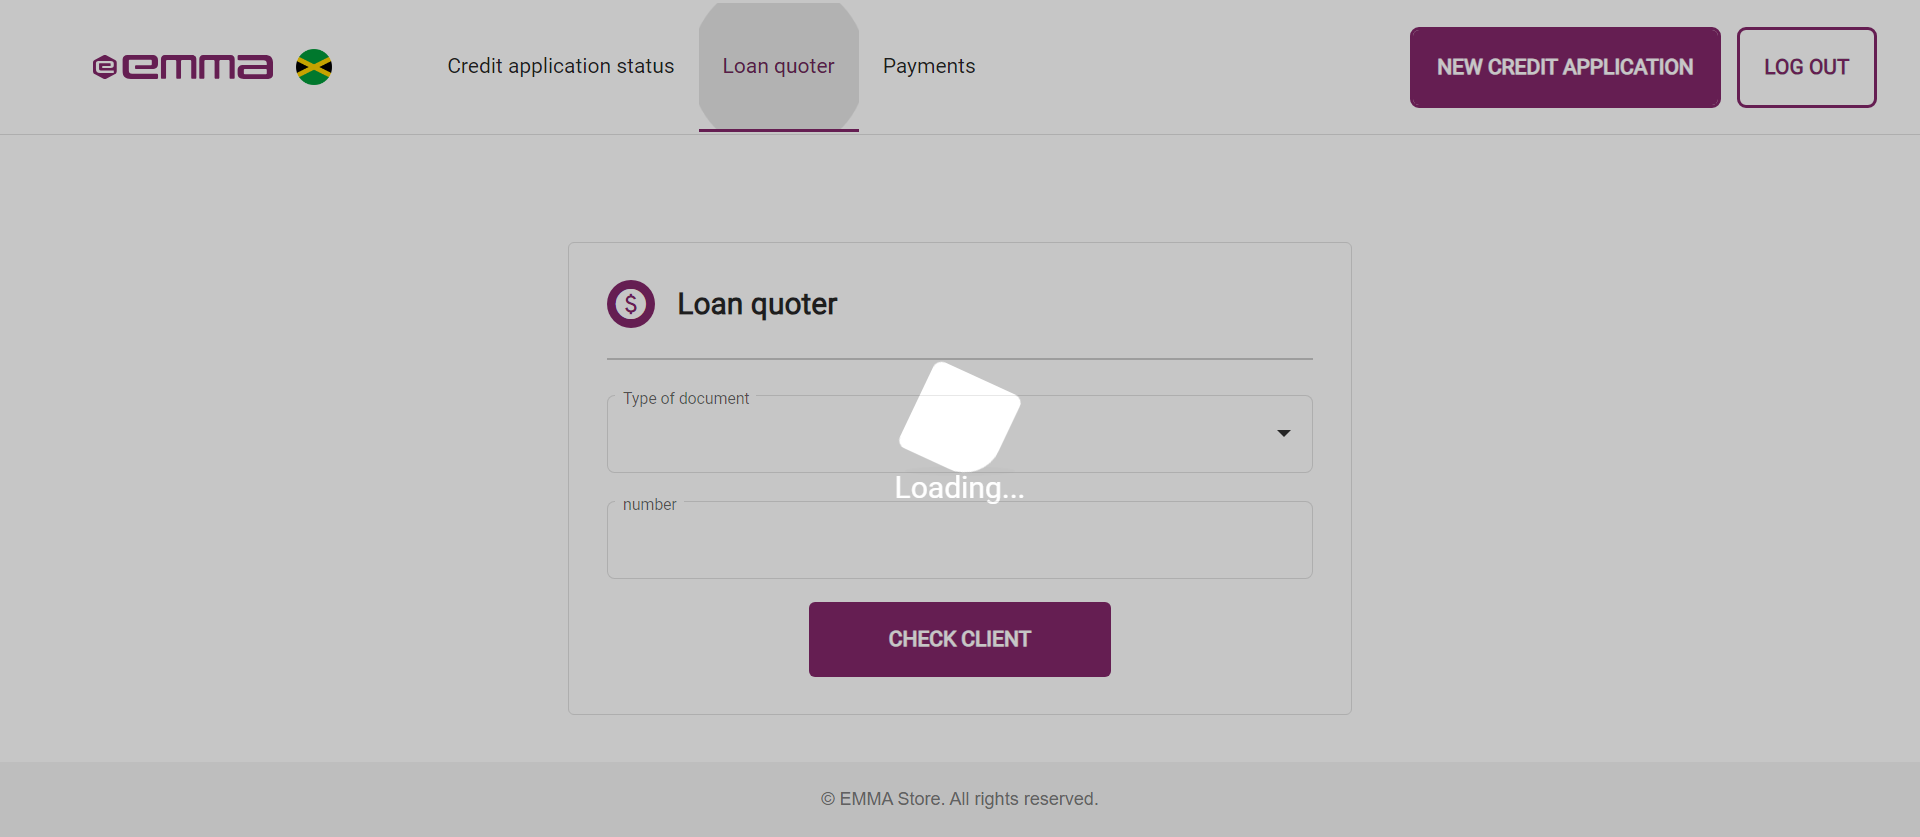 emma
Credit application status
Loan quoter
Payments
NEW CREDIT APPLICATION
LOG OUT
$ Loan quoter
Type of document
Loading...
number
CHECK CLIENT
© EMMA Store. All rights reserved.